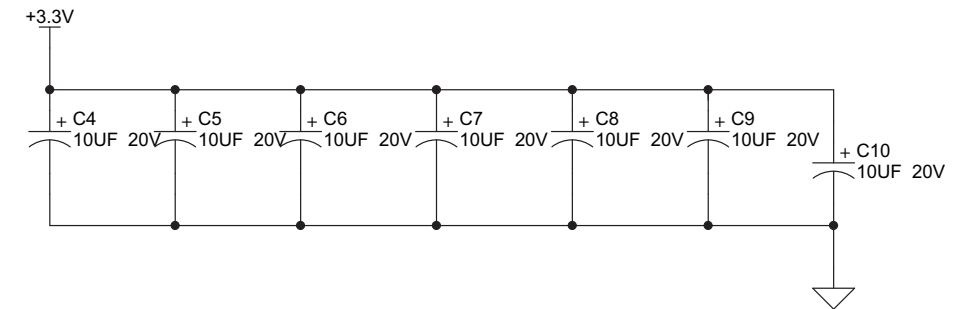 +3.3V
+ C4
10UF 20V
+ C5
10UF 20V
+ C6
10UF 20V
+ C7
10UF 20V
+ C8
10UF 20V
+ C9
10UF 20V
+ C10
10UF 20V